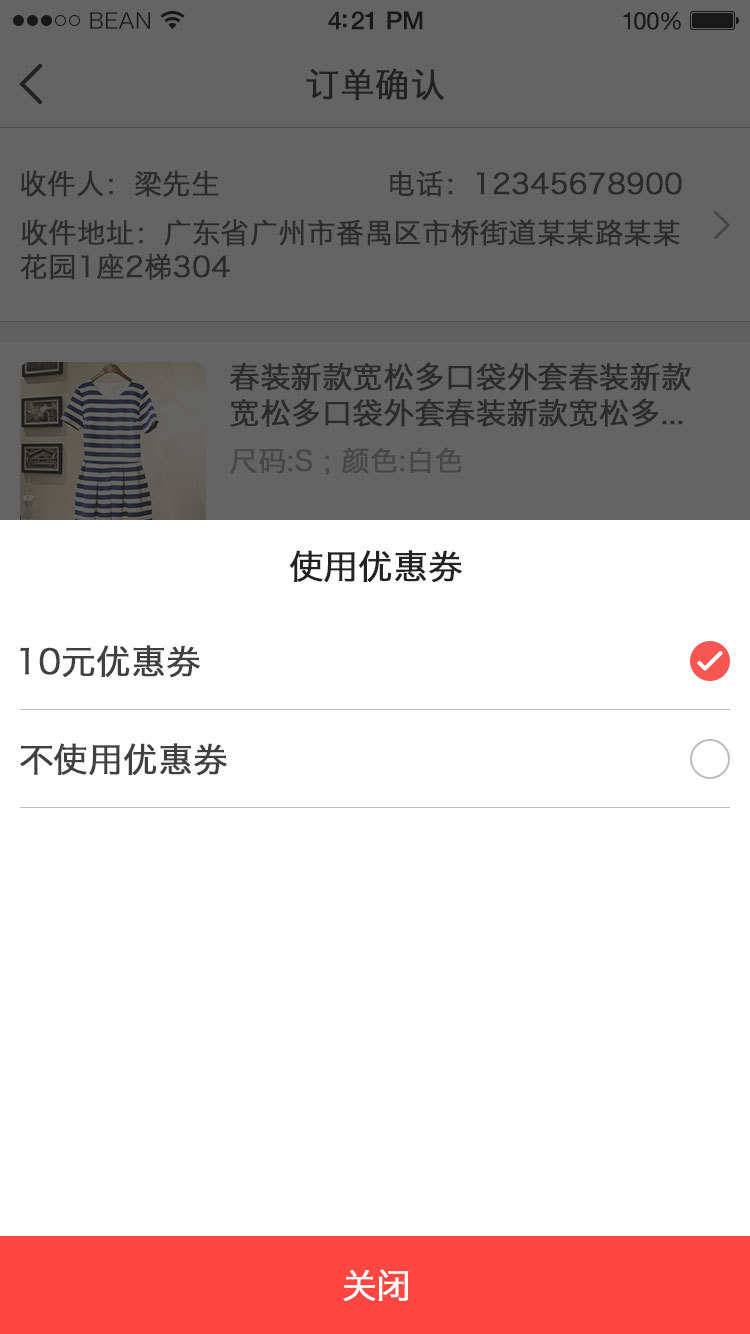 BEAN 4:21 PM 100%
订单确认
收件人：梁先生 电话：12345678900
收件地址：广东省广州市番禺区市桥街道某某路某某
花园1座2梯304
春装新款宽松多口袋外套春装新款
宽松多口袋外套春装新款宽松多...
尺码:S；颜色:白色
使用优惠券
10元优惠券
不使用优惠券
关闭